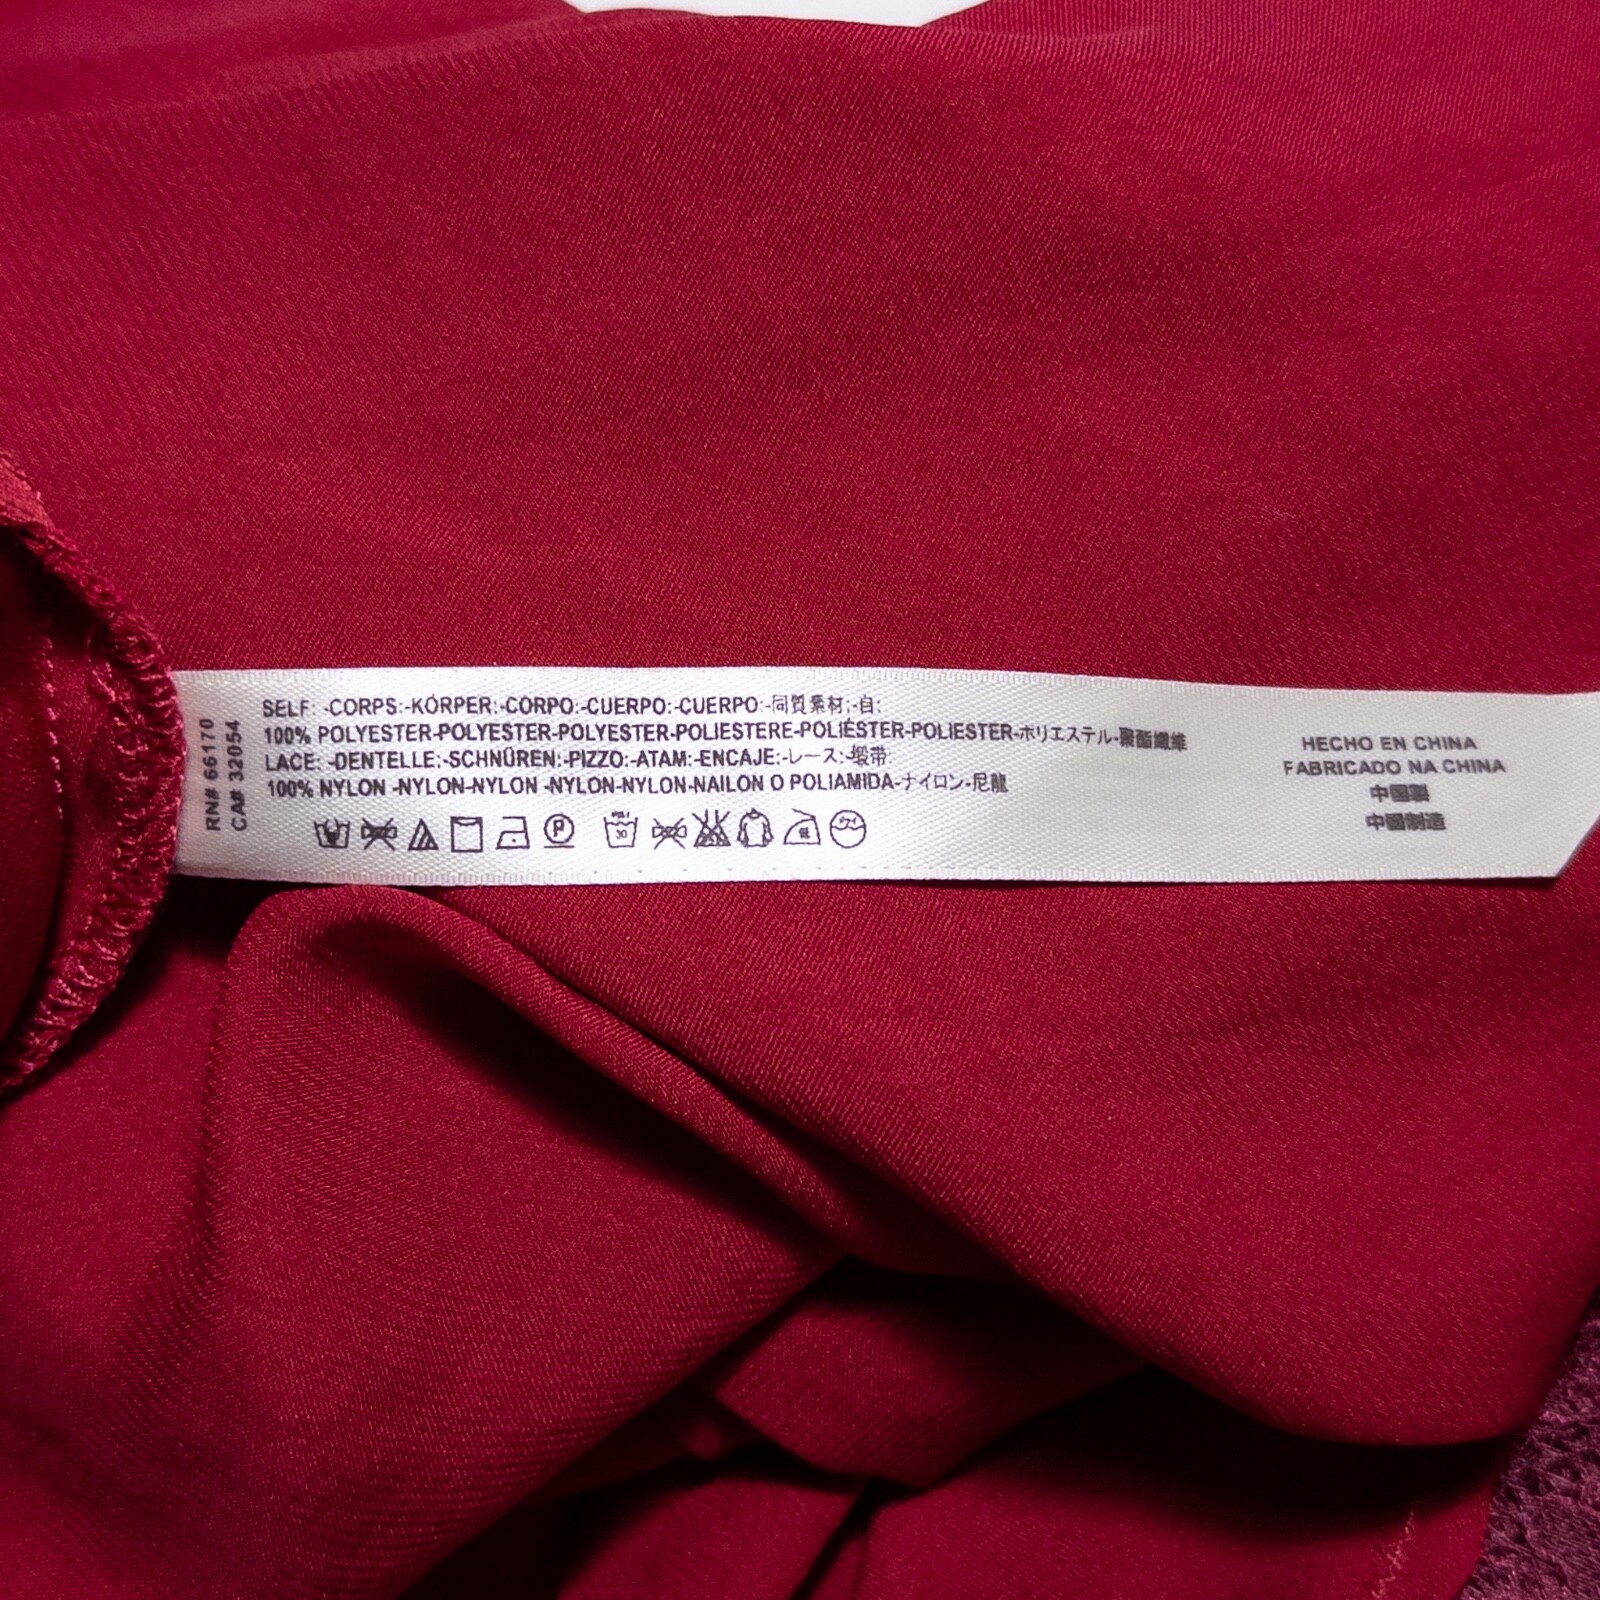 RN# 66170
CA# 32054
SELF: -CORPS:-KÖRPER:-CORPO:-CUERPO:-CUERPO:-同質素材:-自:
100% POLYESTER-POLYESTER-POLYESTER-POLIESTERE-POLIÉSTER-POLIESTER-ポリエステル-聚酯纖維
LACE: -DENTELLE:-SCHNÜREN:-PIZZO:-ATAM:-ENCAJE:-レース:-緞带:
100% NYLON -NYLON-NYLON -NYLON-NYLON-NAILON O POLIAMIDA-ナイロン-尼龍
30
P
HECHO EN CHINA
FABRICADO NA CHINA
中国製
中國制造